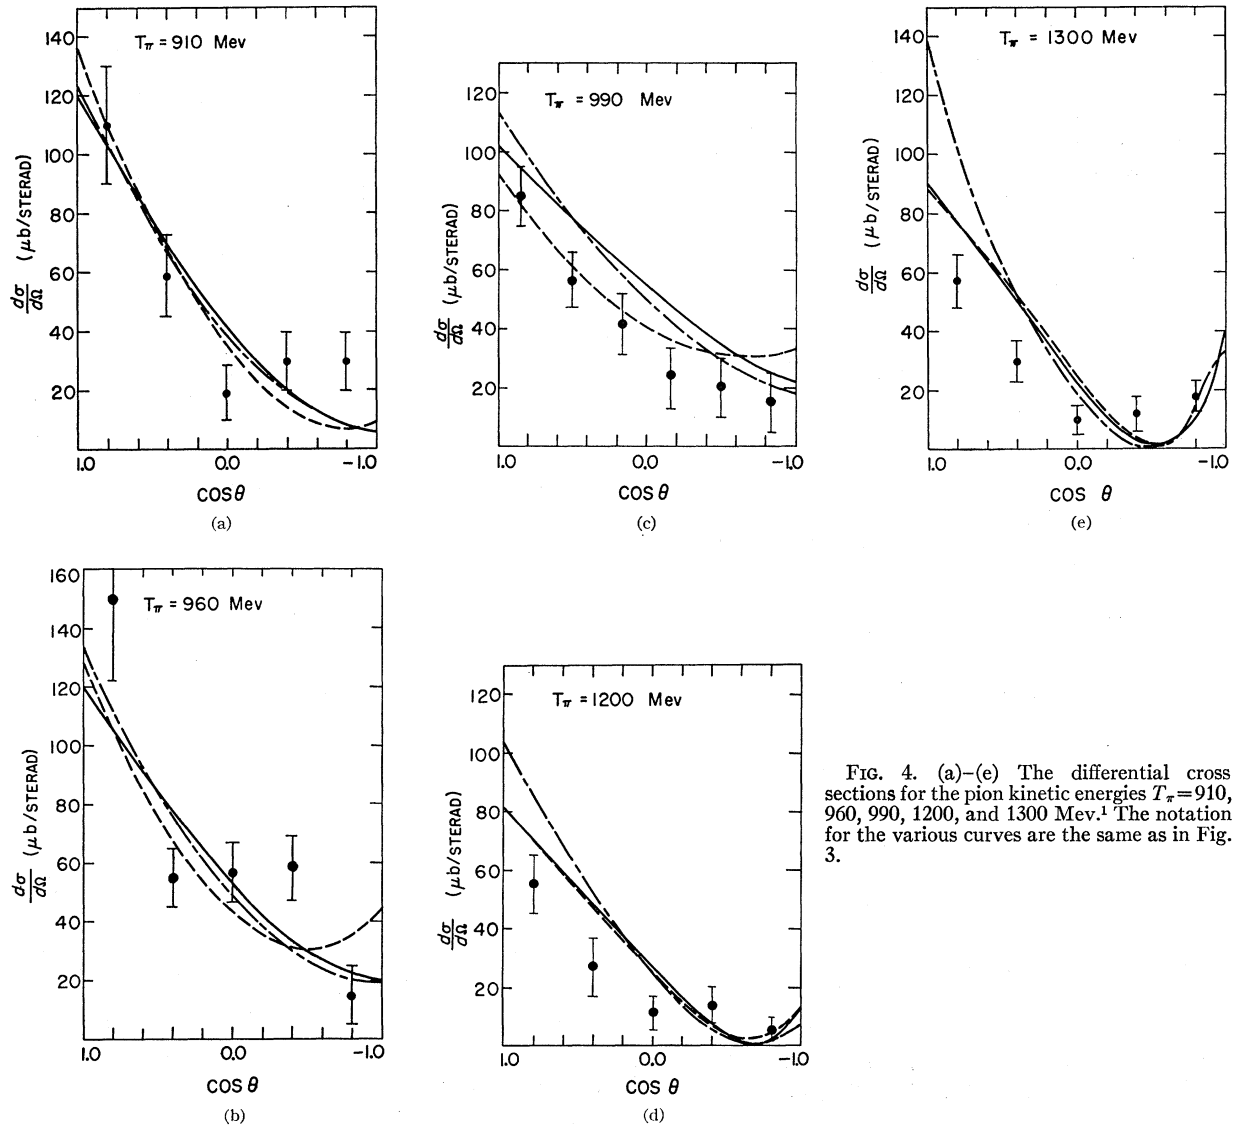 140
120
100
80
60
40
20
dσ/dΩ (μb/STERAD)
Tπ = 910 Mev
1.0 0.0 -1.0
COS θ
(a)
120
100
80
60
40
20
dσ/dΩ (μb/STERAD)
Tπ = 990 Mev
1.0 0.0 -1.0
COS θ
(c)
140
120
100
80
60
40
20
dσ/dΩ (μb/STERAD)
Tπ = 1300 Mev
1.0 0.0 -1.0
COS θ
(e)
160
140
120
100
80
60
40
20
dσ/dΩ (μb/STERAD)
Tπ = 960 Mev
1.0 0.0 -1.0
COS θ
(b)
120
100
80
60
40
20
dσ/dΩ (μb/STERAD)
Tπ = 1200 Mev
1.0 0.0 -1.0
COS θ
(d)
FIG. 4. (a)–(e) The differential cross
sections for the pion kinetic energies Tπ=910,
960, 990, 1200, and 1300 Mev.¹ The notation
for the various curves are the same as in Fig.
3.